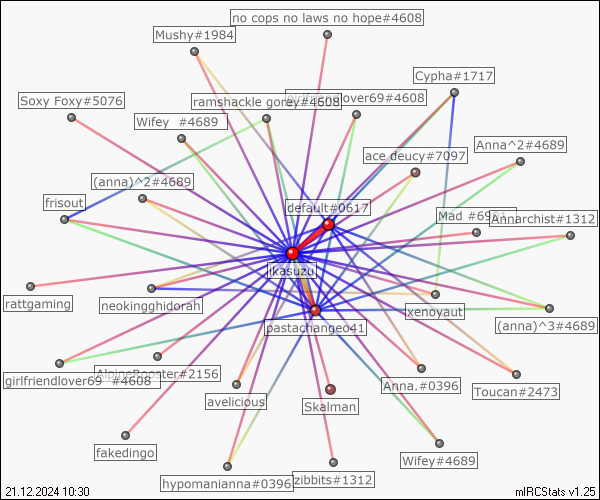 no cops no laws no hope#4608
Mushy#1984
Cypha#1717
Soxy Foxy#5076
ramshackle gorey#4608
girlfriendlover69#4608
Wifey #4689
Anna^2#4689
ace deucy#7097
(anna)^2#4689
frisout
default#0617
Mad
Annarchist#1312
ikasuzu
rattgaming
neokingghidorah
xenoyaut
pastachangeo41
(anna)^3#4689
girlfriendlover69 #4608
AlpineRooster#2156
Anna.#0396
Toucan#2473
avelicious
Skalman
fakedingo
Wifey#4689
hypomanianna#0396
zibbits#1312
21.12.2024 10:30
mIRCStats v1.25